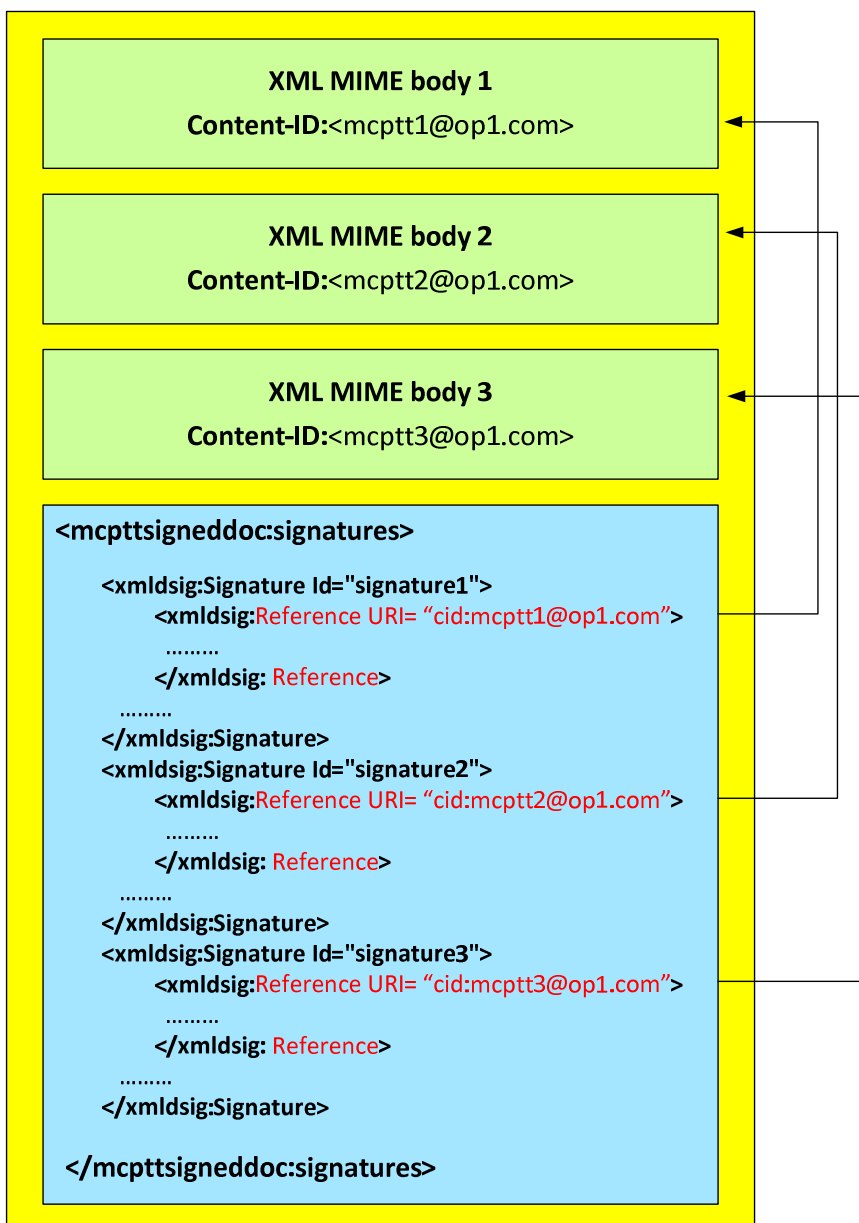 XML MIME body 1
Content-ID:<mcptt1@op1.com>
XML MIME body 2
Content-ID:<mcptt2@op1.com>
XML MIME body 3
Content-ID:<mcptt3@op1.com>
<mcpttsigneddoc:signatures>
<xmldsig:Signature Id="signature1">
<xmldsig:Reference URI= “cid:mcptt1@op1.com”>
.........
</xmldsig: Reference>
.........
</xmldsig:Signature>
<xmldsig:Signature Id="signature2">
<xmldsig:Reference URI= “cid:mcptt2@op1.com”>
.........
</xmldsig: Reference>
.........
</xmldsig:Signature>
<xmldsig:Signature Id="signature3">
<xmldsig:Reference URI= “cid:mcptt3@op1.com”>
.........
</xmldsig: Reference>
.........
</xmldsig:Signature>
</mcpttsigneddoc:signatures>